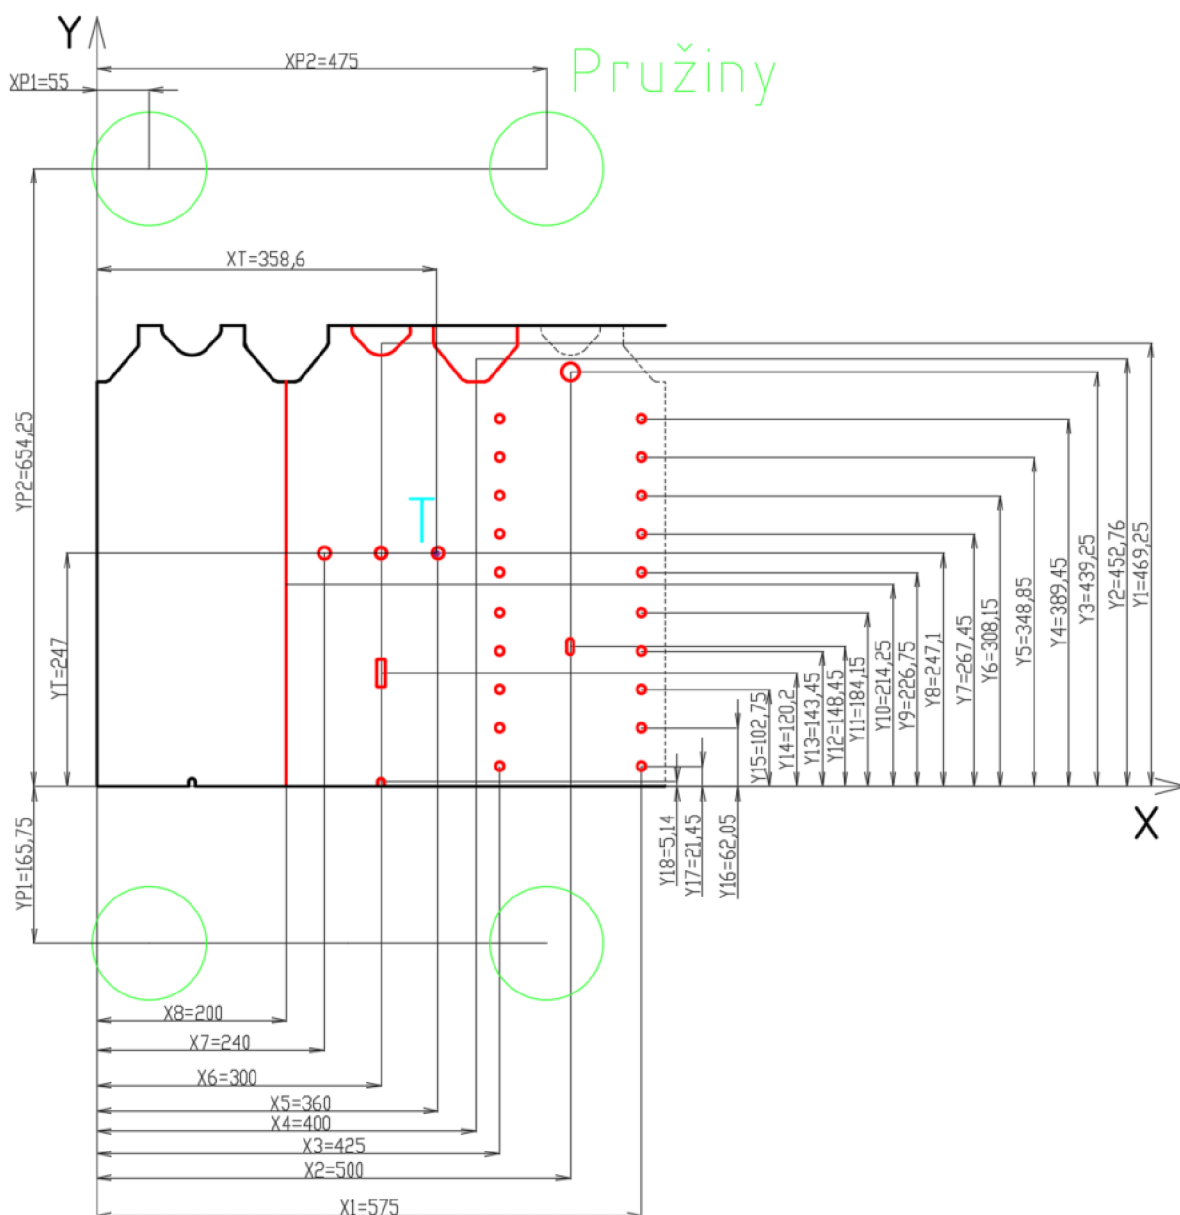 Y
XP2=475
Pružiny
XP1=55
XT=358,6
YP2=654,25
T
YT=247
Y1=469,25
Y2=452,76
Y3=439,25
Y4=389,45
Y5=348,85
Y6=308,15
Y7=267,45
Y8=247,1
Y9=226,75
Y10=214,25
Y11=184,15
Y12=148,45
Y13=143,45
Y14=120,2
Y15=102,75
Y16=62,05
Y17=21,45
Y18=5,14
X
YP1=165,75
X8=200
X7=240
X6=300
X5=360
X4=400
X3=425
X2=500
X1=575